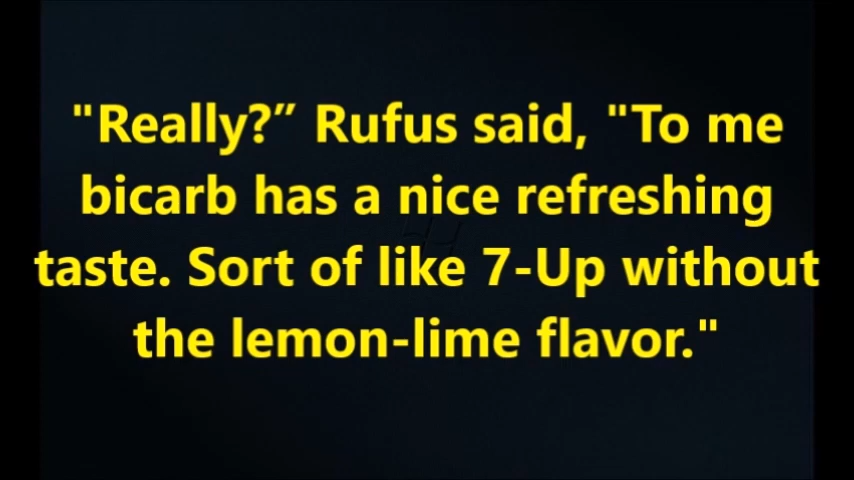 "Really?” Rufus said, "To me
bicarb has a nice refreshing
taste. Sort of like 7-Up without
the lemon-lime flavor."